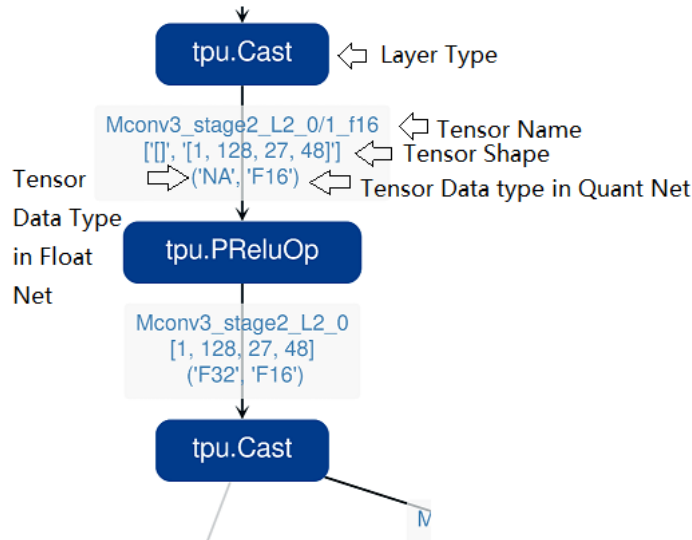 tpu.Cast
Layer Type
Mconv3_stage2_L2_0/1_f16
Tensor Name
['[]', '[1, 128, 27, 48]']
Tensor Shape
Tensor
('NA', 'F16')
Tensor Data type in Quant Net
Data Type
in Float
Net
tpu.PReluOp
Mconv3_stage2_L2_0
[1, 128, 27, 48]
('F32', 'F16')
tpu.Cast
M